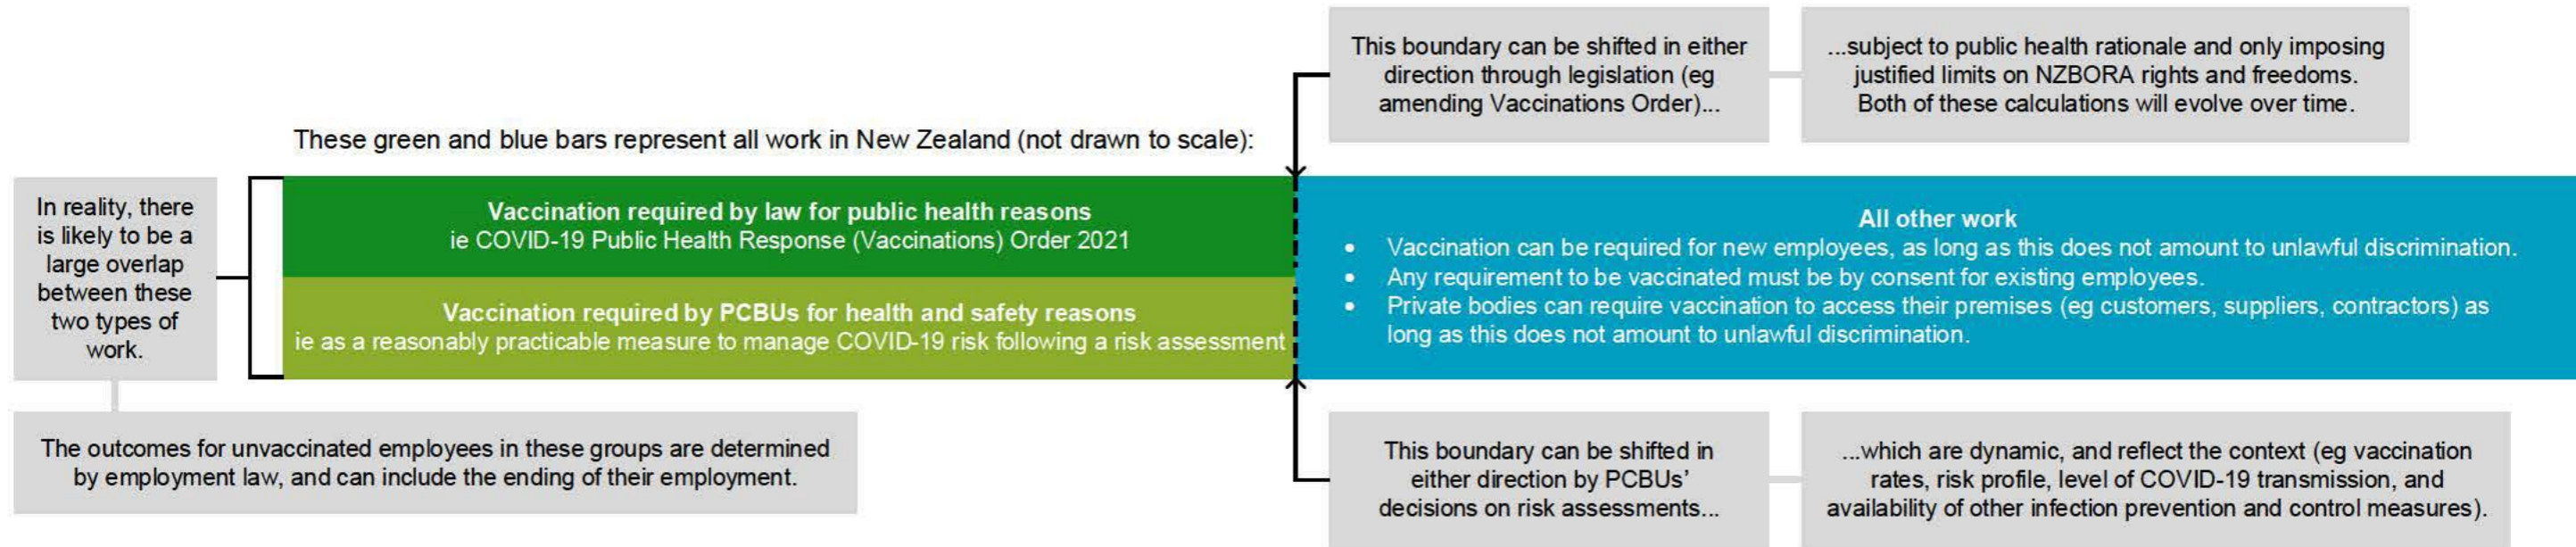 This boundary can be shifted in either
direction through legislation (eg
amending Vaccinations Order)...
...subject to public health rationale and only imposing
justified limits on NZBORA rights and freedoms.
Both of these calculations will evolve over time.
These green and blue bars represent all work in New Zealand (not drawn to scale):
In reality, there
is likely to be a
large overlap
between these
two types of
work.
Vaccination required by law for public health reasons
ie COVID-19 Public Health Response (Vaccinations) Order 2021
Vaccination required by PCBUs for health and safety reasons
ie as a reasonably practicable measure to manage COVID-19 risk following a risk assessment
All other work
• Vaccination can be required for new employees, as long as this does not amount to unlawful discrimination.
• Any requirement to be vaccinated must be by consent for existing employees.
• Private bodies can require vaccination to access their premises (eg customers, suppliers, contractors) as
long as this does not amount to unlawful discrimination.
The outcomes for unvaccinated employees in these groups are determined
by employment law, and can include the ending of their employment.
This boundary can be shifted in
either direction by PCBUs'
decisions on risk assessments...
...which are dynamic, and reflect the context (eg vaccination
rates, risk profile, level of COVID-19 transmission, and
availability of other infection prevention and control measures).